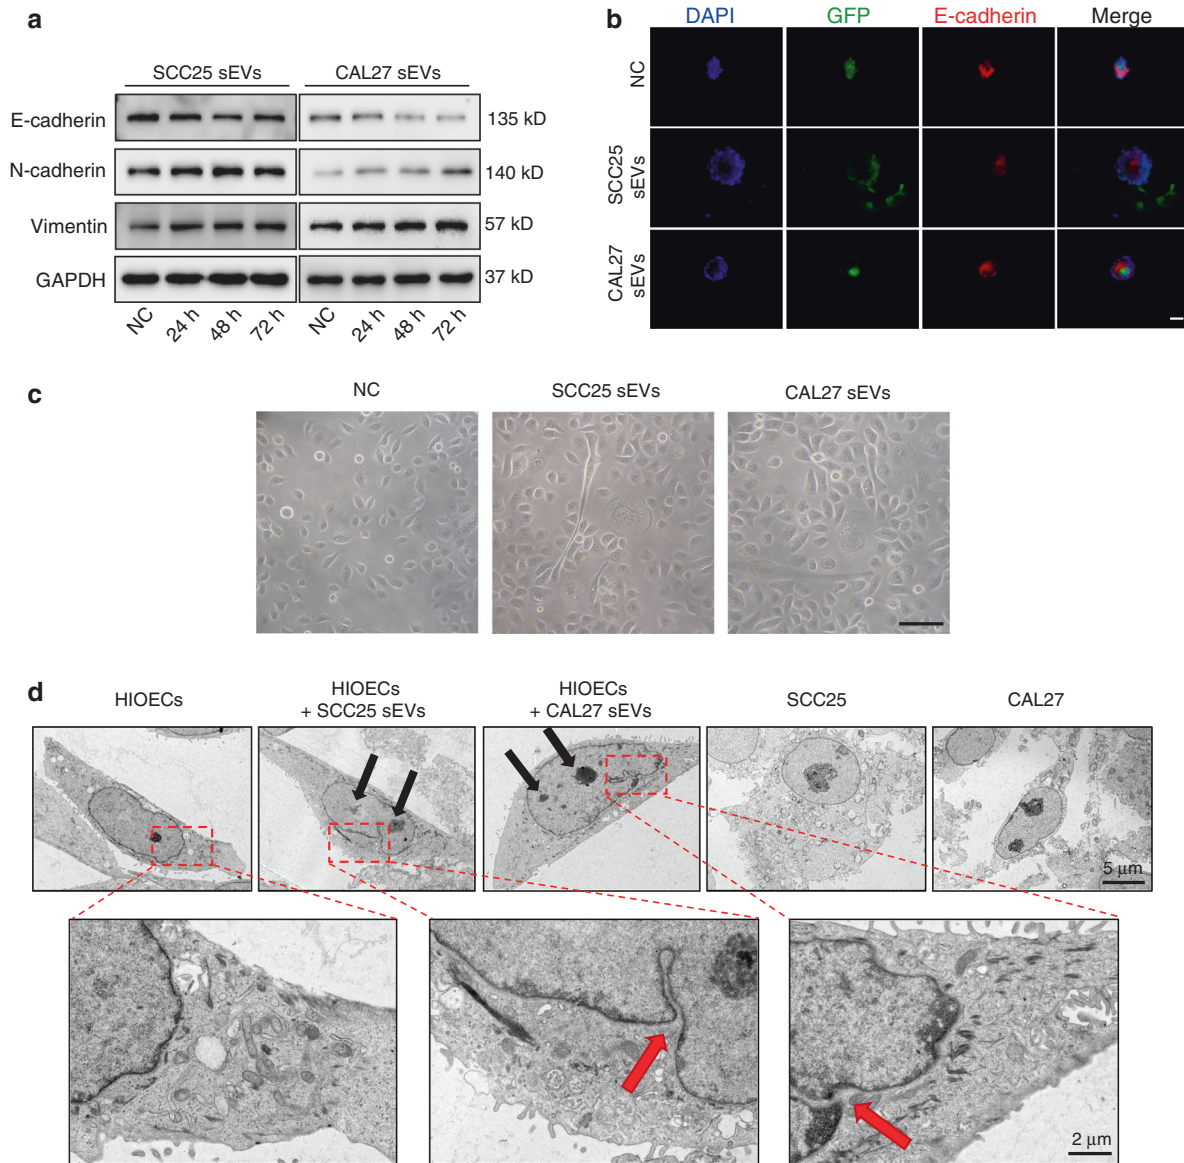 a
SCC25 sEVs CAL27 sEVs
E-cadherin 135 kD
N-cadherin 140 kD
Vimentin 57 kD
GAPDH 37 kD
NC 24 h 48 h 72 h NC 24 h 48 h 72 h
b
DAPI GFP E-cadherin Merge
NC
SCC25
sEVs
CAL27
sEVs
c
NC SCC25 sEVs CAL27 sEVs
d
HIOECs
HIOECs
+ SCC25 sEVs
HIOECs
+ CAL27 sEVs
SCC25
CAL27
5 μm
2 μm